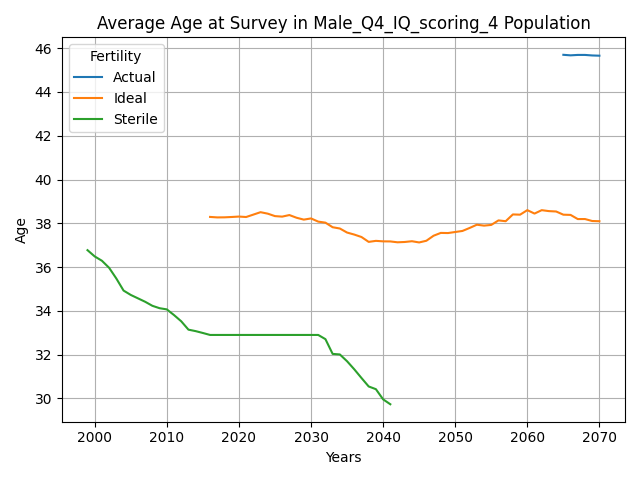 Average Age at Survey in Male_Q4_IQ_scoring_4 Population
Fertility
Actual
Ideal
Sterile
46
44
42
40
38
36
34
32
30
Age
2000 2010 2020 2030 2040 2050 2060 2070
Years